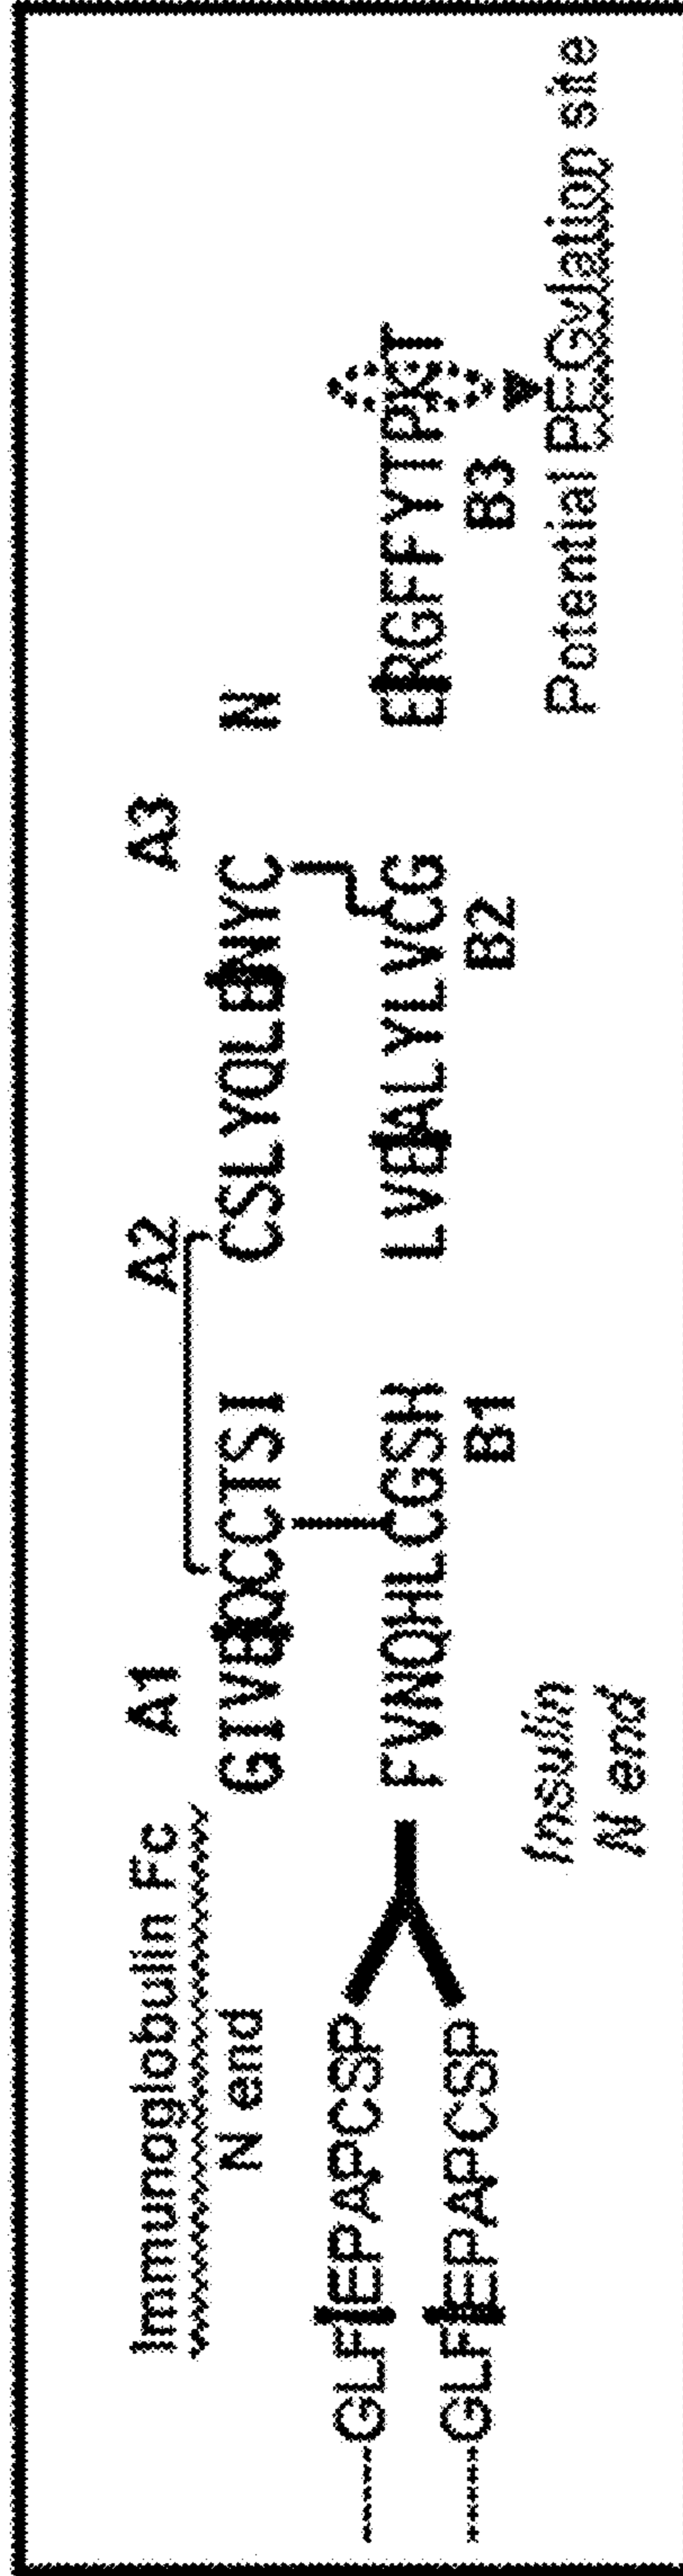 Immunoglobulin Fc
N end
A1 A2 A3
GIVEQCCTSI CSLYQLENYC N
GLFEPAPCSP
GLFEPAPCSP
FVNQHLCGSH LVEALYLVCG ERGFFYTPKT
B1 B2 B3
Insulin
N end
Potential PEGylation site